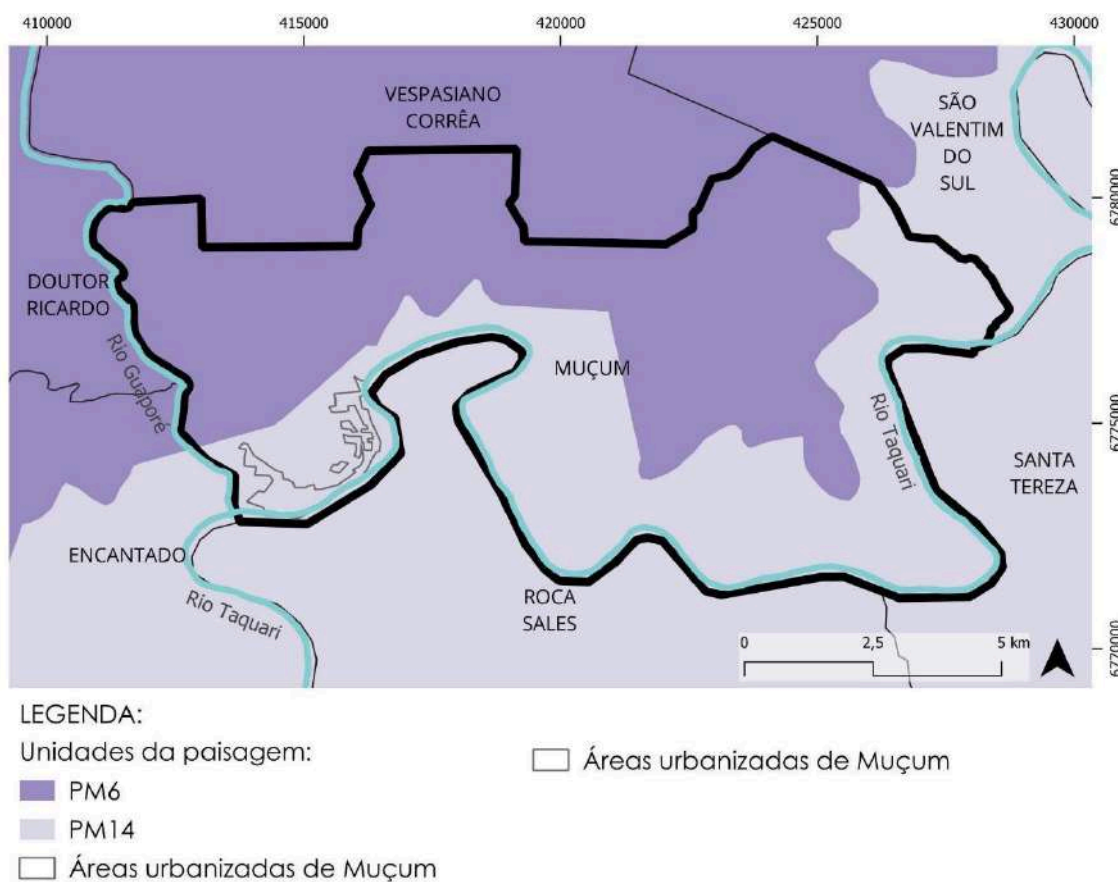 410000
415000
420000
425000
430000
VESPASIANO
CORRÊA
SÃO
VALENTIM
DO
SUL
6780000
DOUTOR
RICARDO
Rio Guaporé
MUÇUM
Rio Taquari
6775000
SANTA
TEREZA
ENCANTADO
Rio Taquari
ROCA
SALES
0
2,5
5 km
6770000
LEGENDA:
Unidades da paisagem:
PM6
PM14
Áreas urbanizadas de Muçum
Áreas urbanizadas de Muçum